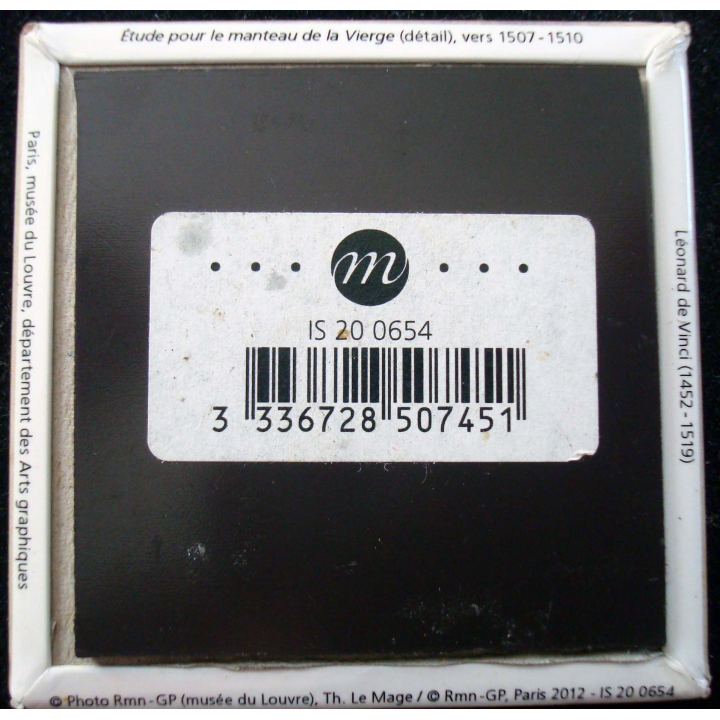 Étude pour le manteau de la Vierge (détail), vers 1507-1510
Paris, musée du Louvre, département des Arts graphiques
Léonard de Vinci (1452-1519)
m
IS 20 0654
3 336728 507451
© Photo Rmn-GP (musée du Louvre), Th. Le Mage / © Rmn-GP, Paris 2012 - IS 20 0654